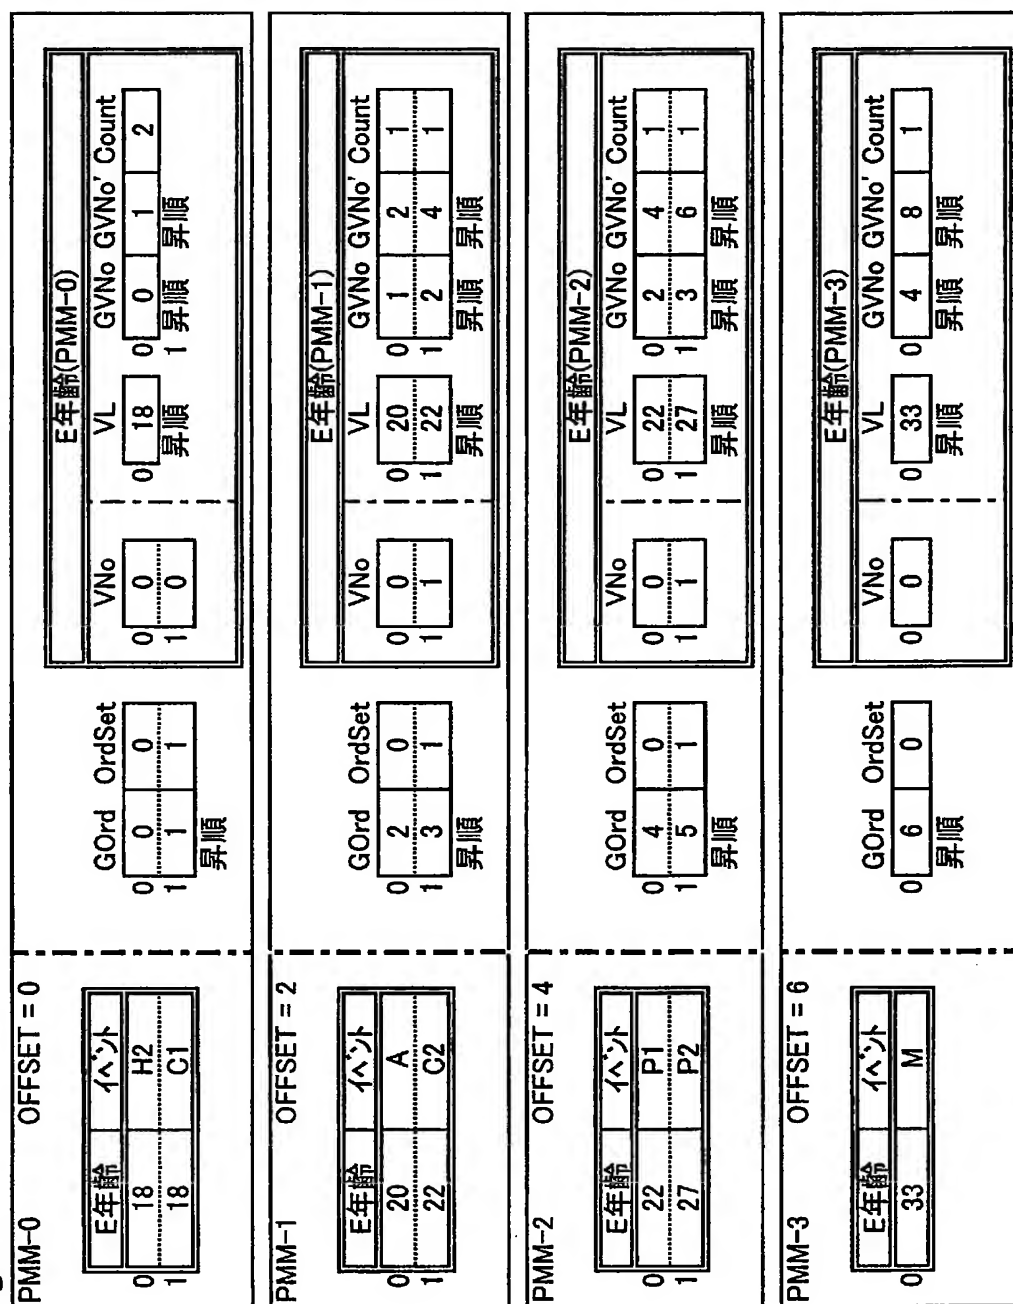 PMM-0 OFFSET = 0
E年齢(PMM-0)
E年齢 イベント GOrd OrdSet VNo VL GVNo GVNo' Count
0 18 H2 0 0 0 0 0 0 18 0 0 1 2
1 18 C1 1 1 1 1 0 昇順 1 昇順 昇順
昇順
PMM-1 OFFSET = 2
E年齢(PMM-1)
E年齢 イベント GOrd OrdSet VNo VL GVNo GVNo' Count
0 20 A 0 2 0 0 0 0 20 0 1 2 1
1 22 C2 1 3 1 1 1 1 22 1 2 4 1
昇順 昇順 昇順 昇順
PMM-2 OFFSET = 4
E年齢(PMM-2)
E年齢 イベント GOrd OrdSet VNo VL GVNo GVNo' Count
0 22 P1 0 4 0 0 0 0 22 0 2 4 1
1 27 P2 1 5 1 1 1 1 27 1 3 6 1
昇順 昇順 昇順 昇順
PMM-3 OFFSET = 6
E年齢(PMM-3)
E年齢 イベント GOrd OrdSet VNo VL GVNo GVNo' Count
0 33 M 0 6 0 0 0 0 33 0 4 8 1
昇順 昇順 昇順 昇順